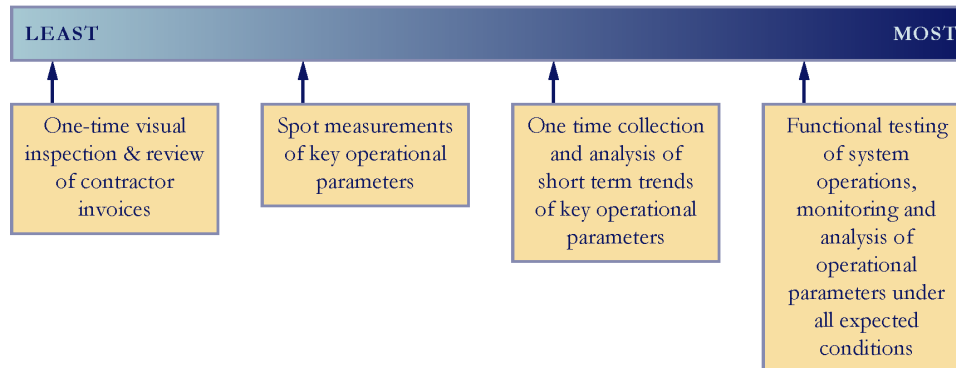 LEAST
MOST
One-time visual
inspection & review
of contractor
invoices
Spot measurements
of key operational
parameters
One time collection
and analysis of
short term trends
of key operational
parameters
Functional testing
of system
operations,
monitoring and
analysis of
operational
parameters under
all expected
conditions